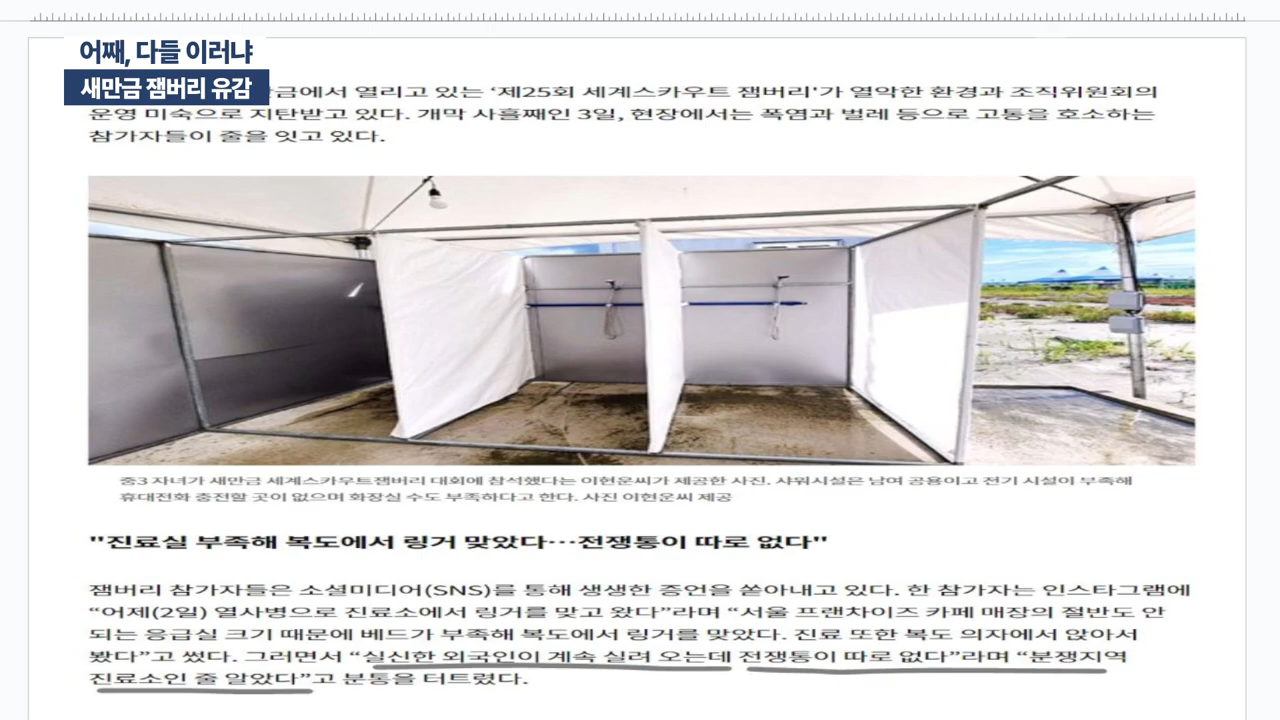 어째, 다들 이러냐
새만금 잼버리 유감
금에서 열리고 있는 ‘제25회 세계스카우트 잼버리'가 열악한 환경과 조직위원회의
운영 미숙으로 지탄받고 있다. 개막 사흘째인 3일, 현장에서는 폭염과 벌레 등으로 고통을 호소하는
참가자들이 줄을 잇고 있다.
중3 자녀가 새만금 세계스카우트잼버리 대회에 참석했다는 이현운씨가 제공한 사진. 샤워시설은 남여 공용이고 전기 시설이 부족해
휴대전화 충전할 곳이 없으며 화장실 수도 부족하다고 한다. 사진 이현운씨 제공
"진료실 부족해 복도에서 링거 맞았다…전쟁통이 따로 없다"
잼버리 참가자들은 소셜미디어(SNS)를 통해 생생한 증언을 쏟아내고 있다. 한 참가자는 인스타그램에
“어제(2일) 열사병으로 진료소에서 링거를 맞고 왔다”라며 “서울 프랜차이즈 카페 매장의 절반도 안
되는 응급실 크기 때문에 베드가 부족해 복도에서 링거를 맞았다. 진료 또한 복도 의자에서 앉아서
봤다”고 썼다. 그러면서 “실신한 외국인이 계속 실려 오는데 전쟁통이 따로 없다”라며 “분쟁지역
진료소인 줄 알았다”고 분통을 터트렸다.